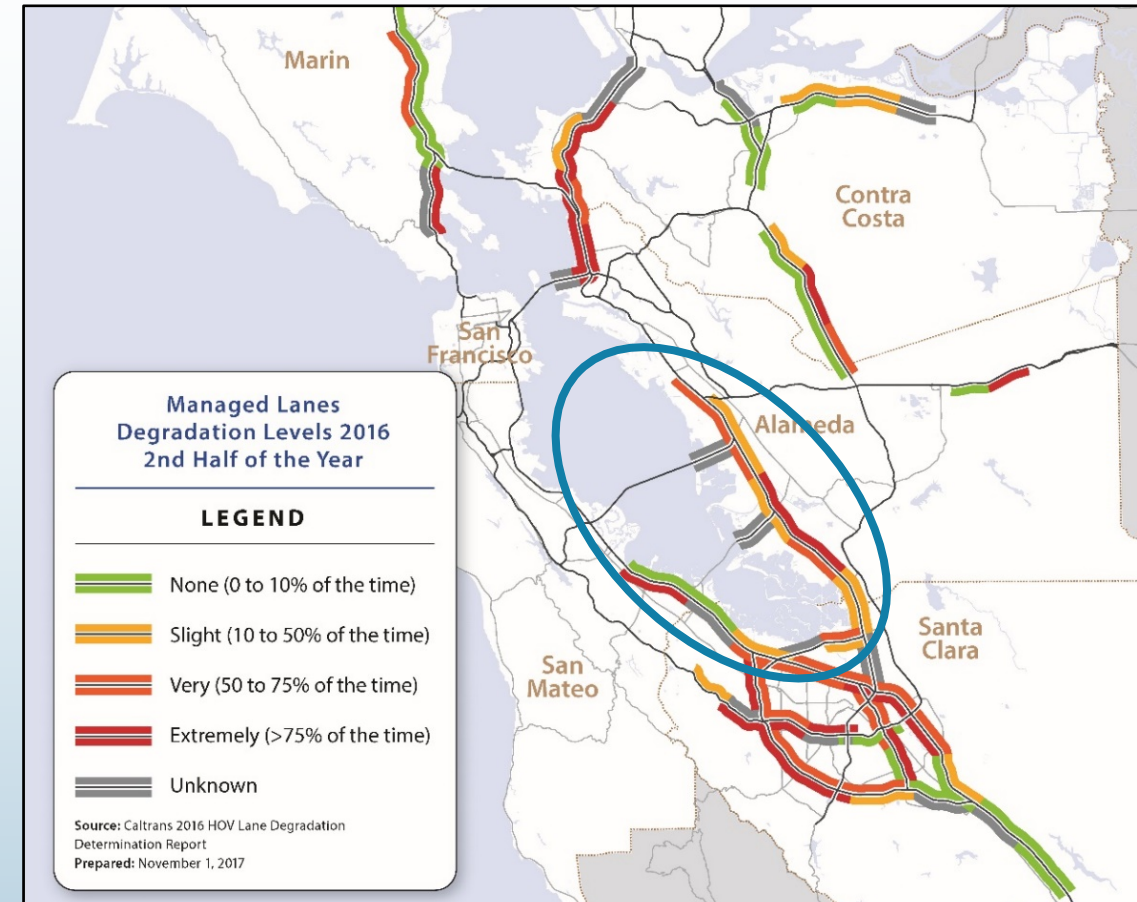 Marin
Contra
Costa
San
Francisco
Alameda
Santa
Clara
San
Mateo
Managed Lanes
Degradation Levels 2016
2nd Half of the Year
LEGEND
None (0 to 10% of the time)
Slight (10 to 50% of the time)
Very (50 to 75% of the time)
Extremely (>75% of the time)
Unknown
Source: Caltrans 2016 HOV Lane Degradation
Determination Report
Prepared: November 1, 2017